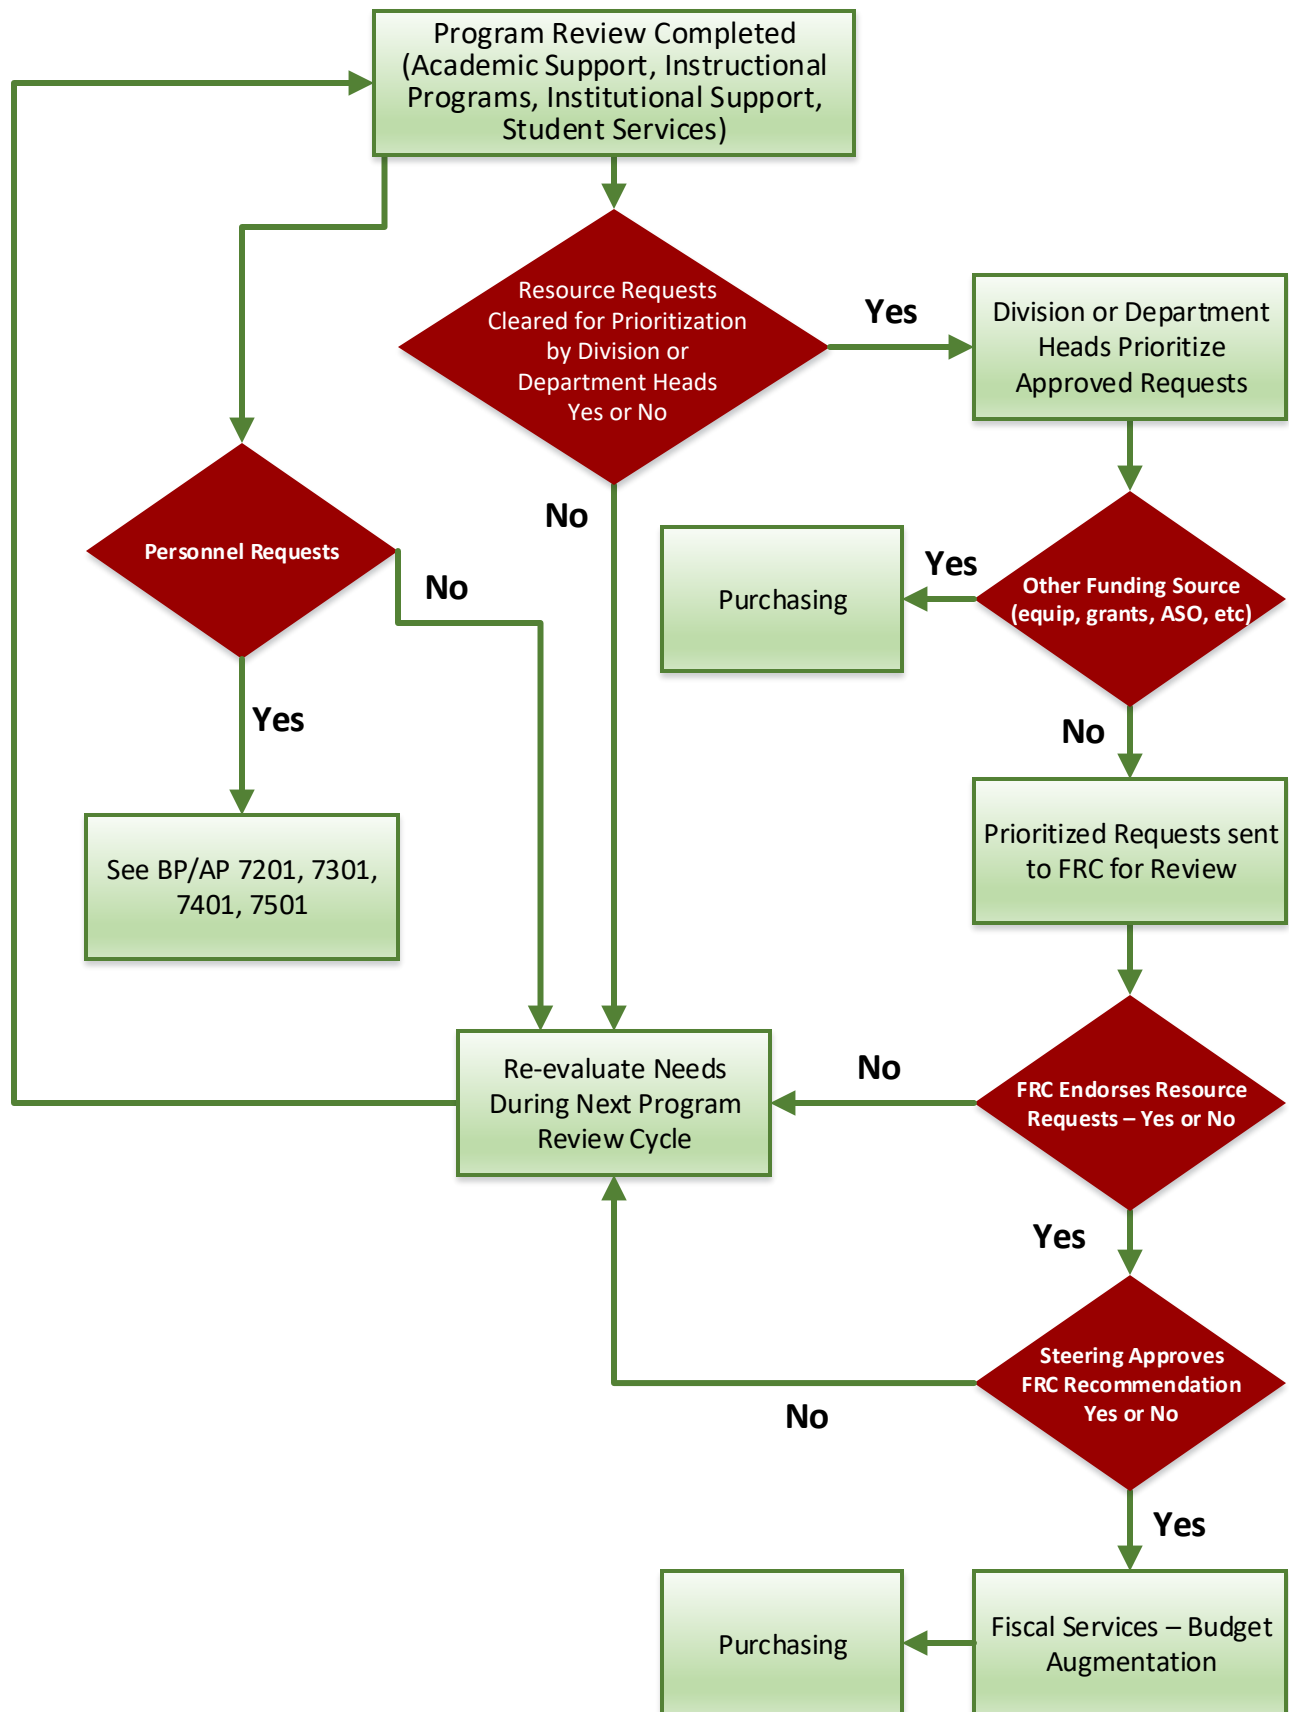 Program Review Completed
(Academic Support, Instructional
Programs, Institutional Support,
Student Services)
Resource Requests
Cleared for Prioritization
by Division or
Department Heads
Yes or No
Yes
Division or Department
Heads Prioritize
Approved Requests
No
Personnel Requests
No
Yes
See BP/AP 7201, 7301,
7401, 7501
Other Funding Source
(equip, grants, ASO, etc)
Yes
Purchasing
No
Prioritized Requests sent
to FRC for Review
FRC Endorses Resource
Requests – Yes or No
No
Re-evaluate Needs
During Next Program
Review Cycle
Yes
Steering Approves
FRC Recommendation
Yes or No
No
Yes
Fiscal Services – Budget
Augmentation
Purchasing